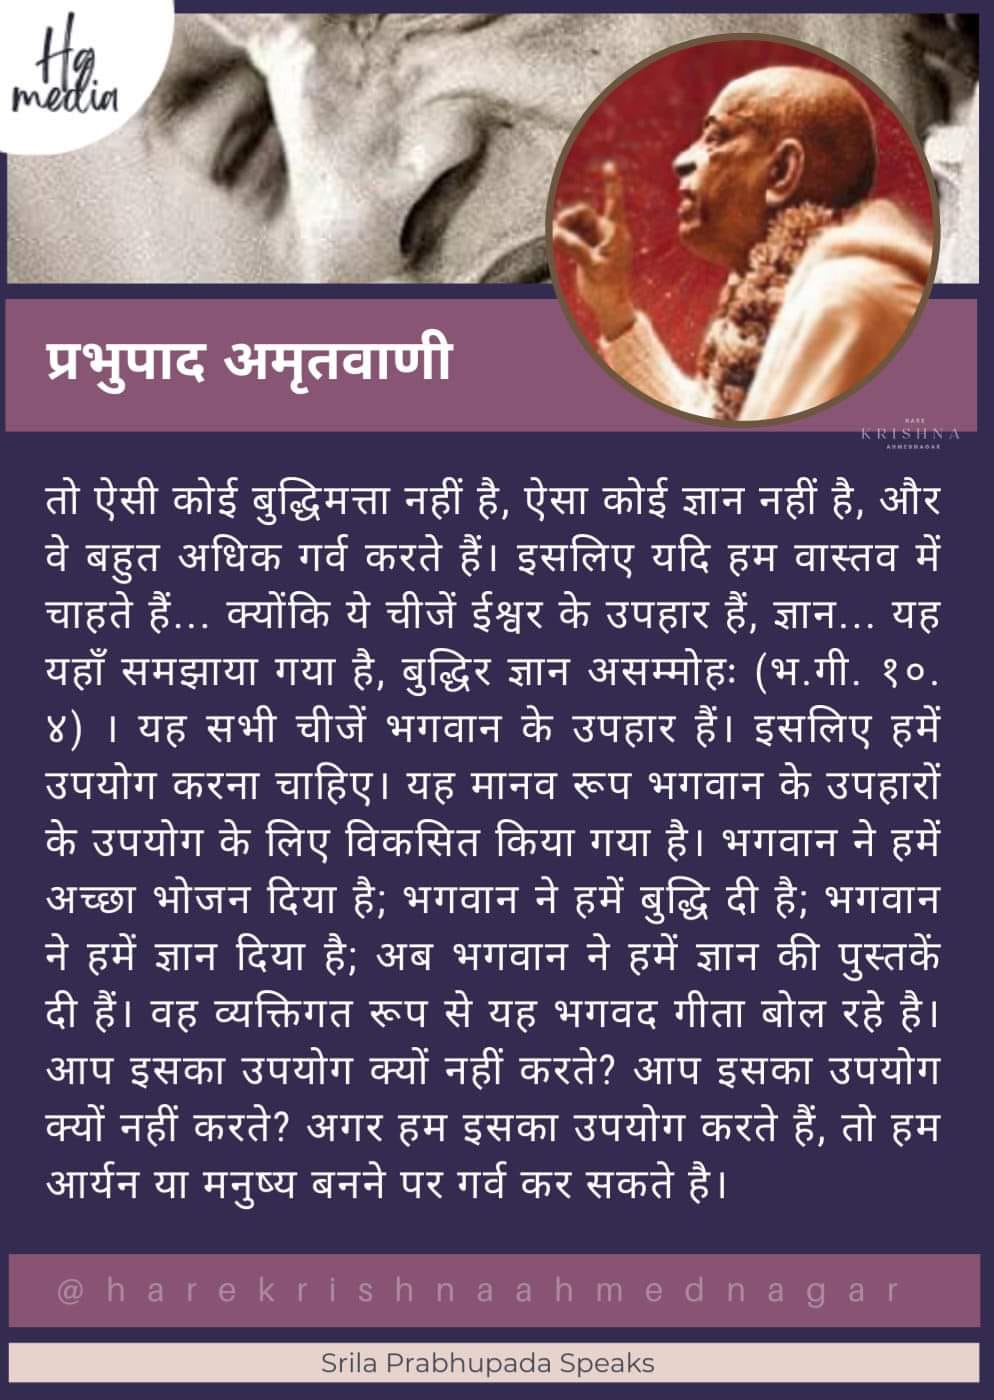 Hg
media
प्रभुपाद अमृतवाणी
HARE
KRISHNA
AHMEDNAGAR
तो ऐसी कोई बुद्धिमत्ता नहीं है, ऐसा कोई ज्ञान नहीं है, और
वे बहुत अधिक गर्व करते हैं। इसलिए यदि हम वास्तव में
चाहते हैं... क्योंकि ये चीजें ईश्वर के उपहार हैं, ज्ञान... यह
यहाँ समझाया गया है, बुद्धिर ज्ञान असम्मोहः (भ.गी. १०.
४) । यह सभी चीजें भगवान के उपहार हैं। इसलिए हमें
उपयोग करना चाहिए। यह मानव रूप भगवान के उपहारों
के उपयोग के लिए विकसित किया गया है। भगवान ने हमें
अच्छा भोजन दिया है; भगवान ने हमें बुद्धि दी है; भगवान
ने हमें ज्ञान दिया है; अब भगवान ने हमें ज्ञान की पुस्तकें
दी हैं। वह व्यक्तिगत रूप से यह भगवद गीता बोल रहे है।
आप इसका उपयोग क्यों नहीं करते? आप इसका उपयोग
क्यों नहीं करते? अगर हम इसका उपयोग करते हैं, तो हम
आर्यन या मनुष्य बनने पर गर्व कर सकते है।
@harekrishnaahmednagar
Srila Prabhupada Speaks